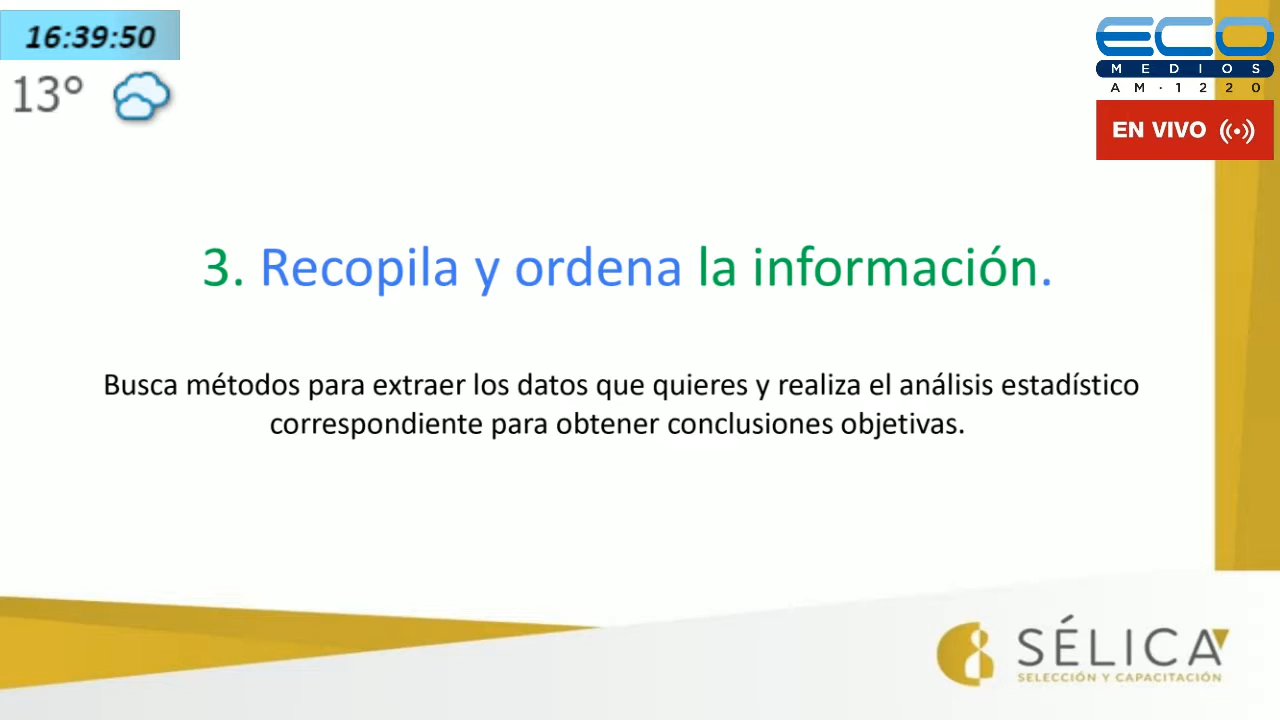 16:39:50
13°
ECO
MEDIOS
AM·1220
EN VIVO
3. Recopila y ordena la información.
Busca métodos para extraer los datos que quieres y realiza el análisis estadístico
correspondiente para obtener conclusiones objetivas.
SÉLICA
SELECCIÓN Y CAPACITACIÓN